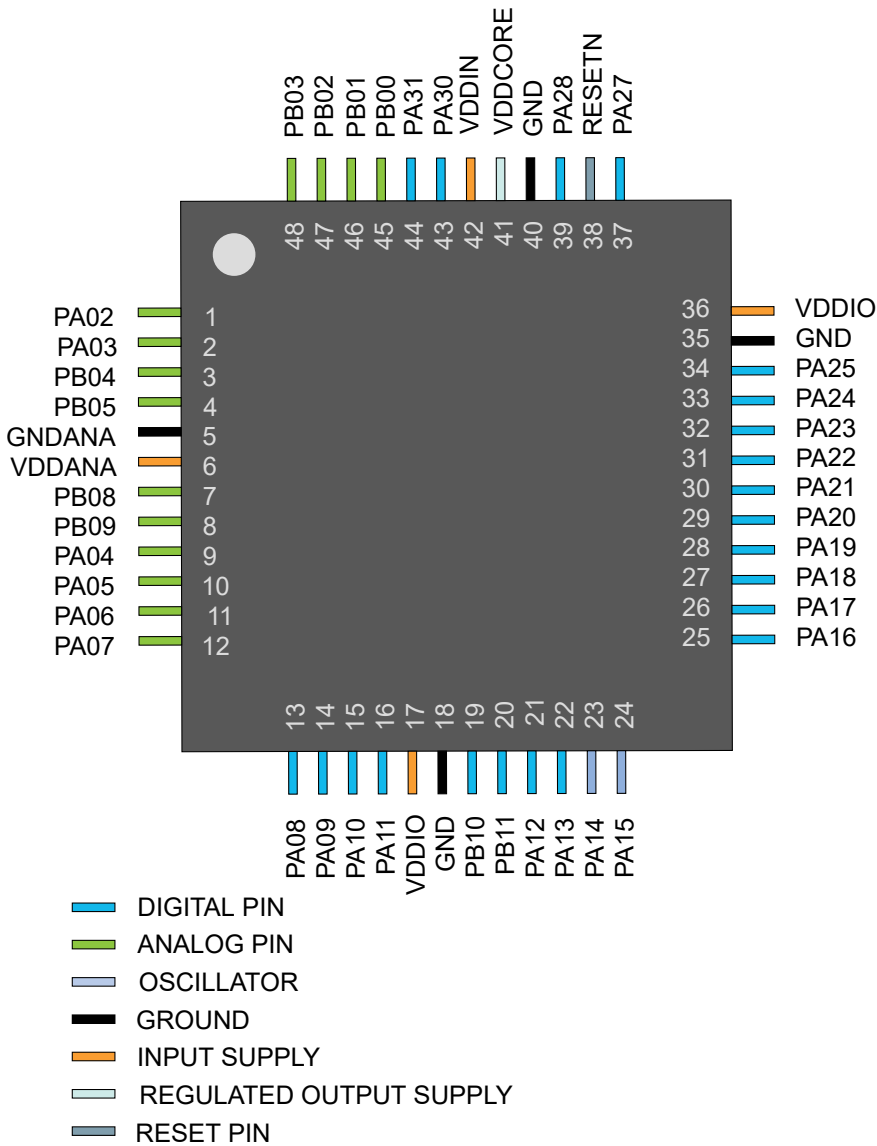 PB03
PB02
PB01
PB00
PA31
PA30
VDDIN
VDDCORE
GND
PA28
RESETN
PA27
48
47
46
45
44
43
42
41
40
39
38
37
PA02 1
PA03 2
PB04 3
PB05 4
GNDANA 5
VDDANA 6
PB08 7
PB09 8
PA04 9
PA05 10
PA06 11
PA07 12
36 VDDIO
35 GND
34 PA25
33 PA24
32 PA23
31 PA22
30 PA21
29 PA20
28 PA19
27 PA18
26 PA17
25 PA16
13
14
15
16
17
18
19
20
21
22
23
24
PA08
PA09
PA10
PA11
VDDIO
GND
PB10
PB11
PA12
PA13
PA14
PA15
DIGITAL PIN
ANALOG PIN
OSCILLATOR
GROUND
INPUT SUPPLY
REGULATED OUTPUT SUPPLY
RESET PIN